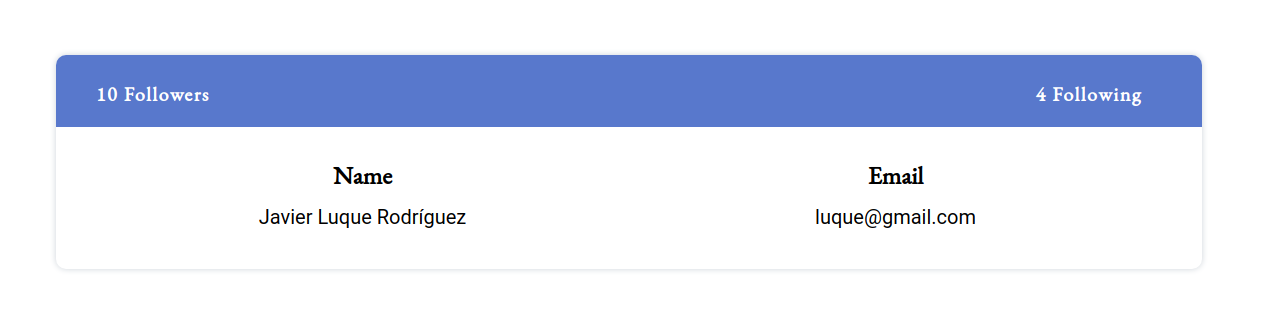 10 Followers
4 Following
Name
Email
Javier Luque Rodríguez
luque@gmail.com